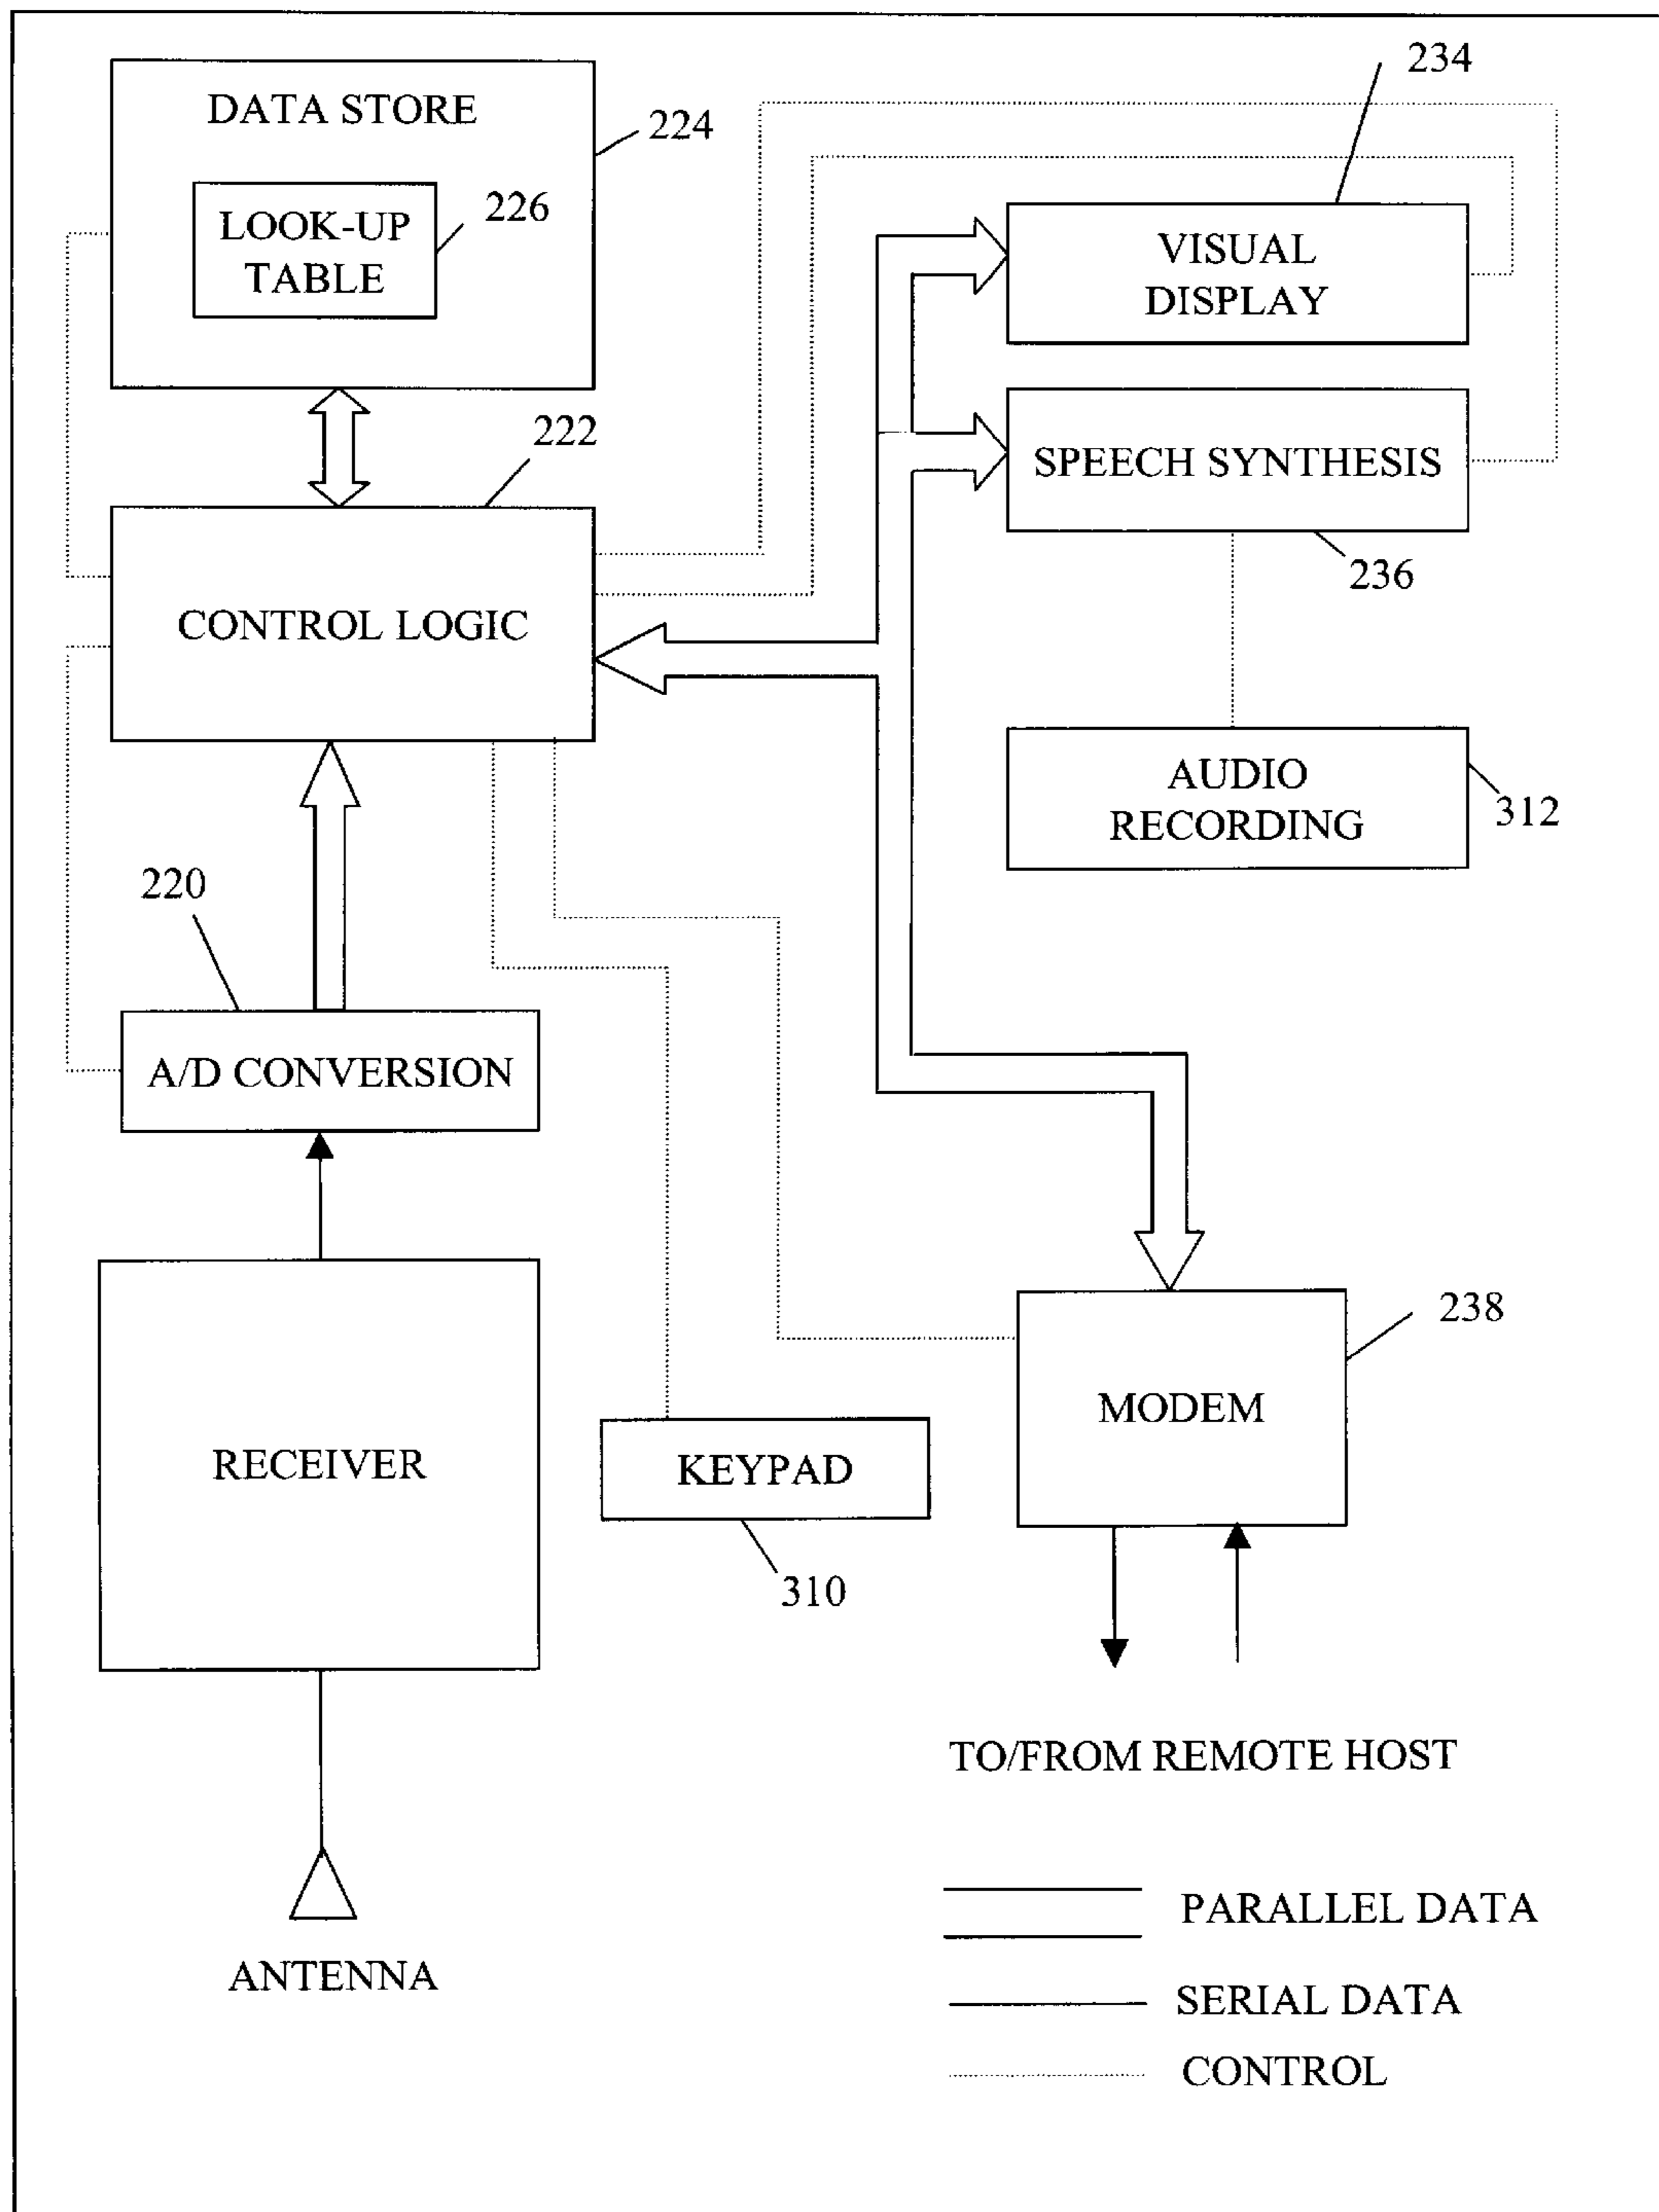 234
DATA STORE
224
LOOK-UP
TABLE
226
VISUAL
DISPLAY
222
SPEECH SYNTHESIS
236
CONTROL LOGIC
AUDIO
RECORDING
312
220
A/D CONVERSION
238
MODEM
RECEIVER
KEYPAD
310
TO/FROM REMOTE HOST
PARALLEL DATA
ANTENNA
SERIAL DATA
CONTROL